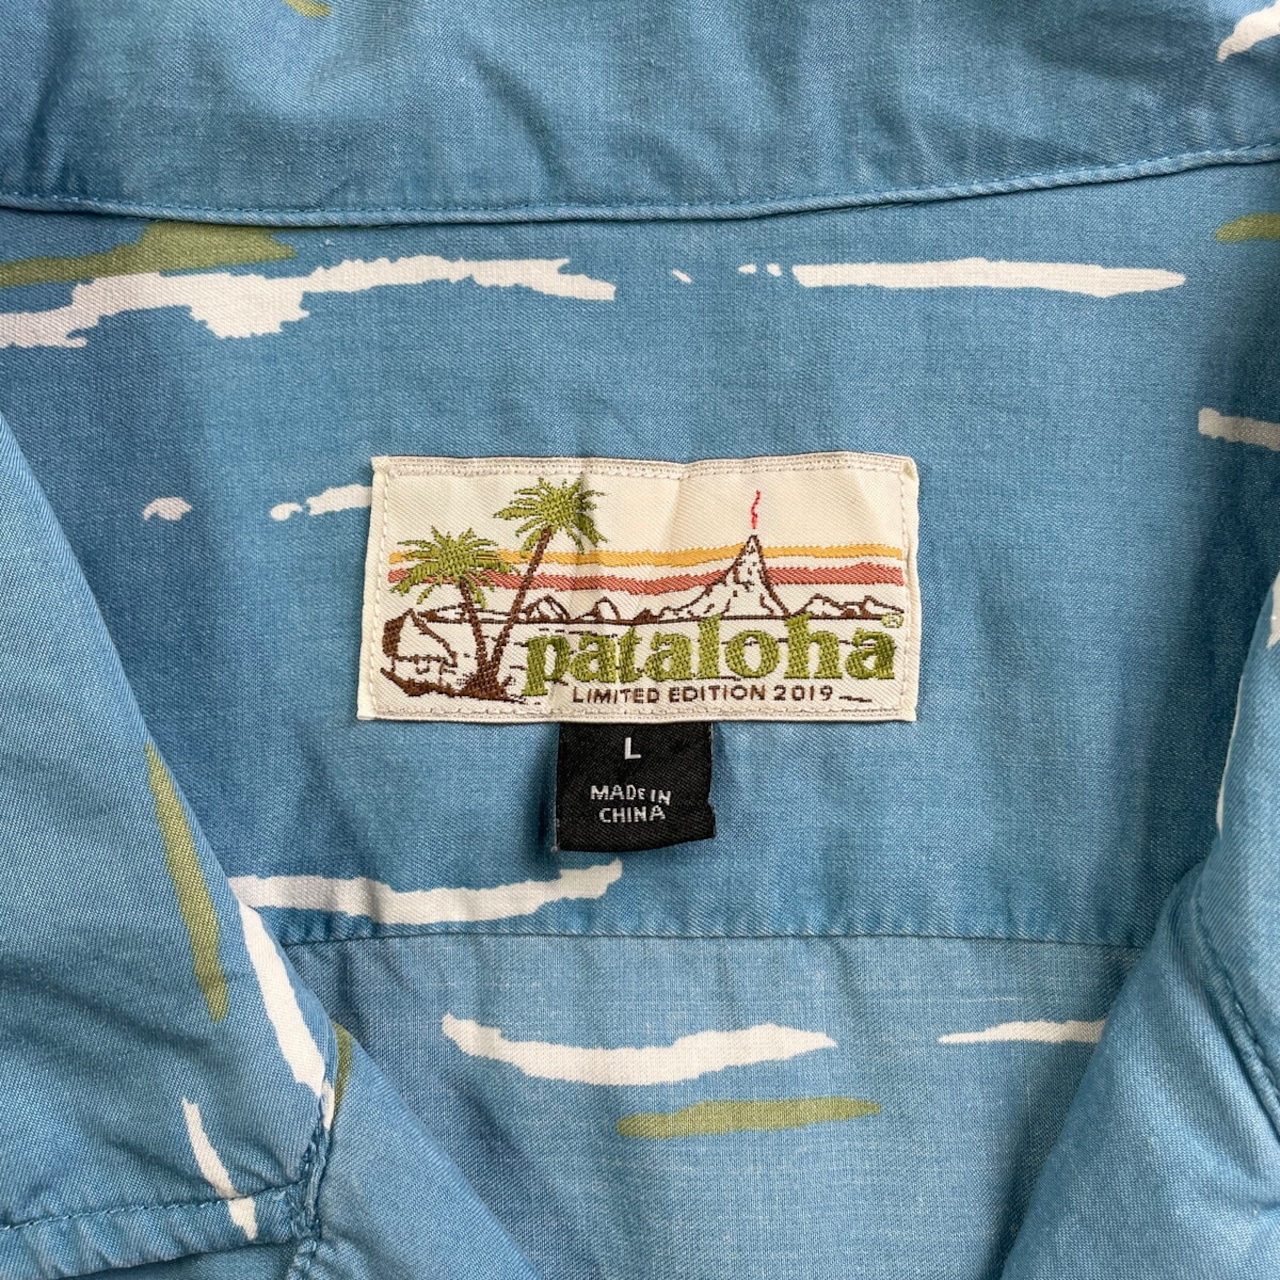 pataloha®
LIMITED EDITION 2019
L
MADE IN
CHINA